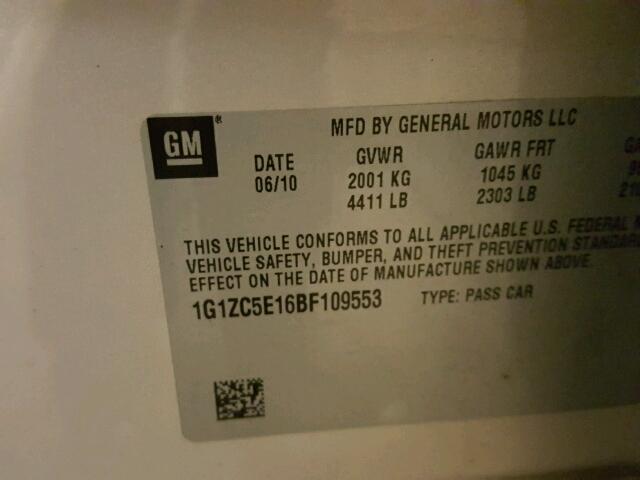 GM
MFD BY GENERAL MOTORS LLC
DATE GVWR GAWR FRT
06/10 2001 KG 1045 KG
4411 LB 2303 LB
THIS VEHICLE CONFORMS TO ALL APPLICABLE U.S. FEDERAL
VEHICLE SAFETY, BUMPER, AND THEFT PREVENTION STANDAR
EFFECT ON THE DATE OF MANUFACTURE SHOWN ABOVE.
1G1ZC5E16BF109553 TYPE: PASS CAR